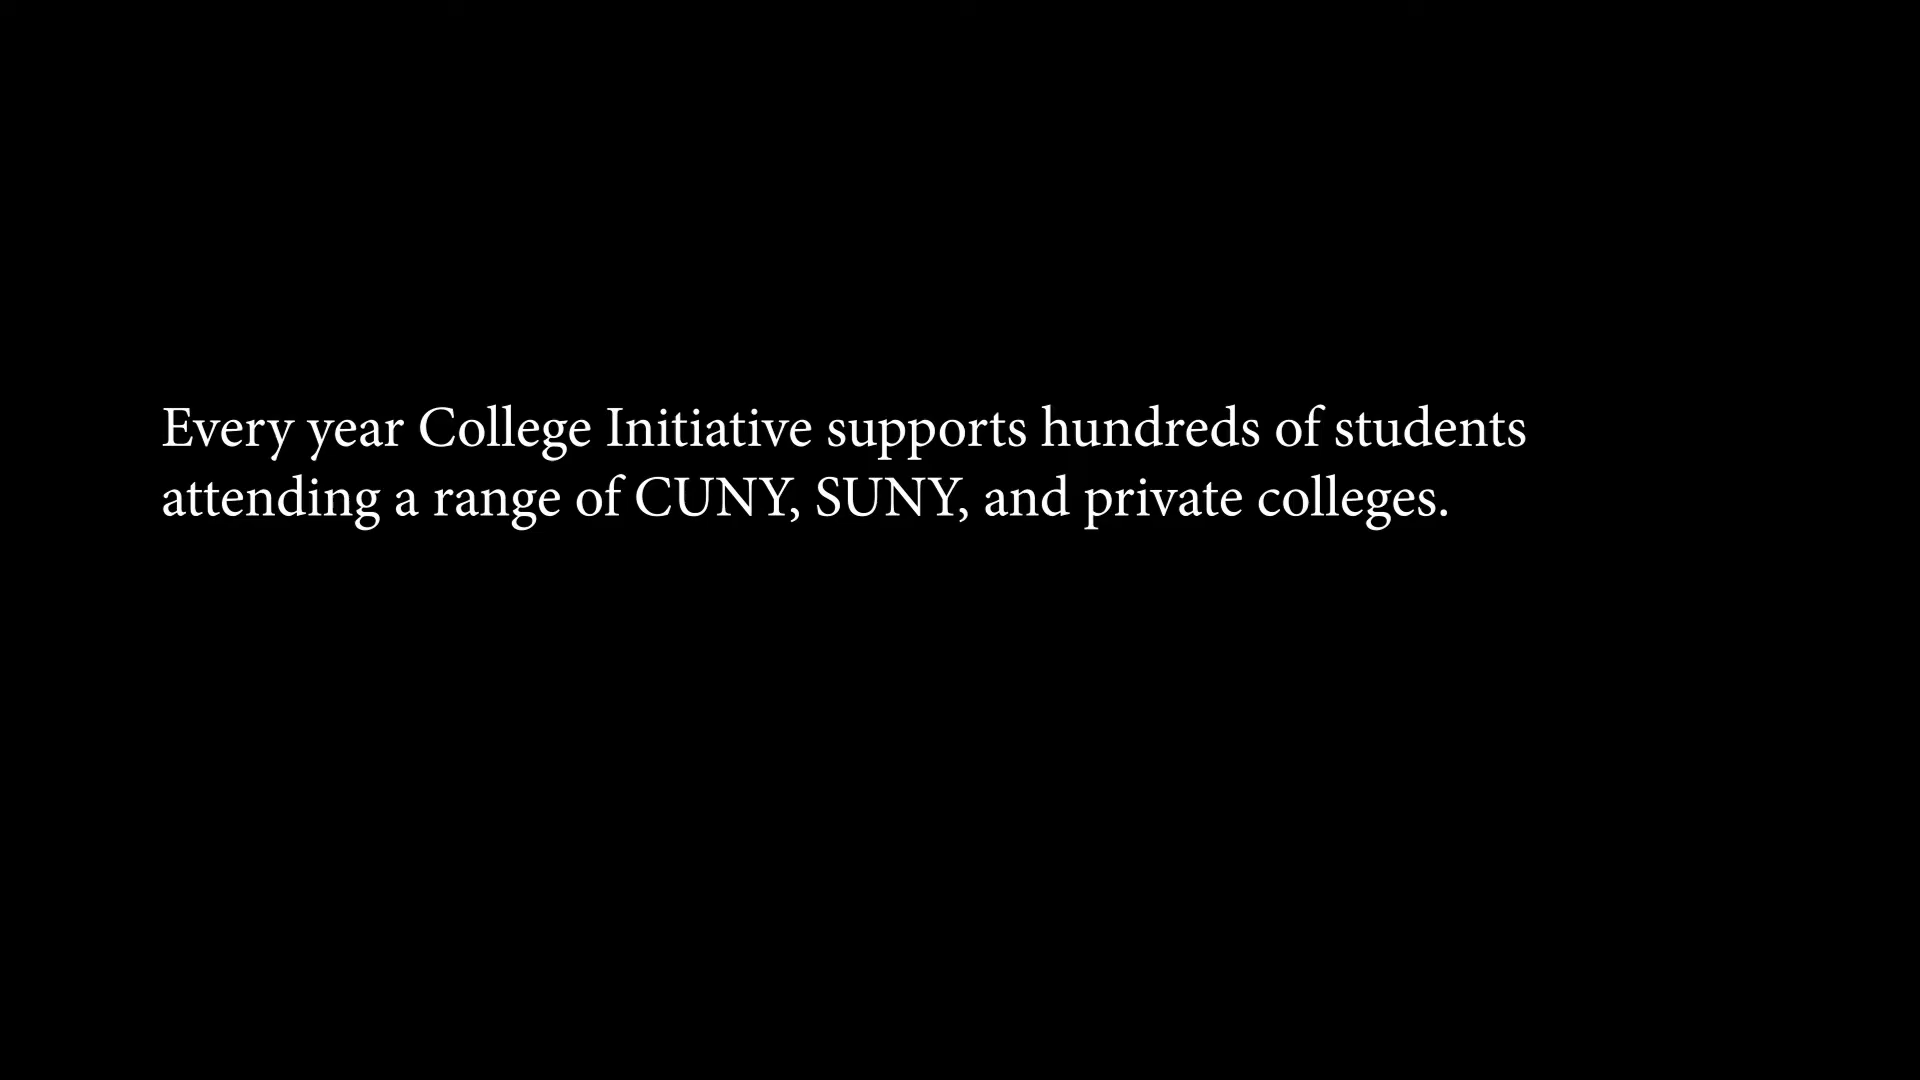 Every year College Initiative supports hundreds of students
attending a range of CUNY, SUNY, and private colleges.